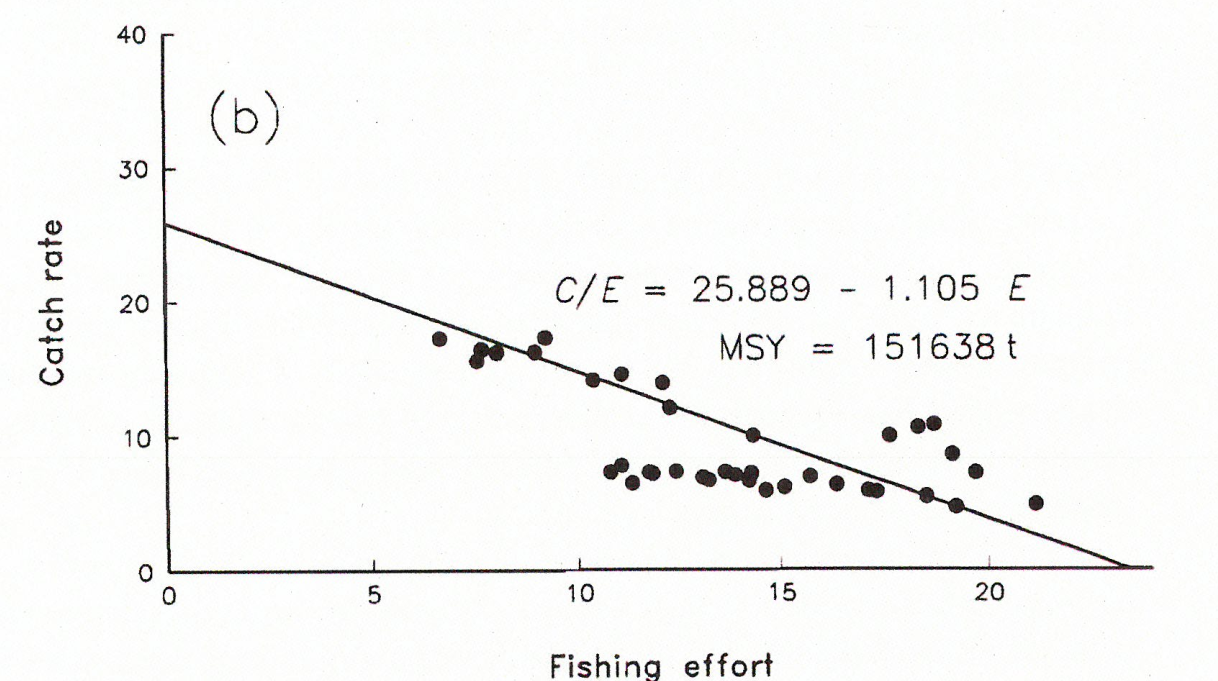 40
(b)
30
Catch rate
20
C/E = 25.889 - 1.105 E
MSY = 151638 t
10
0
0 5 10 15 20
Fishing effort